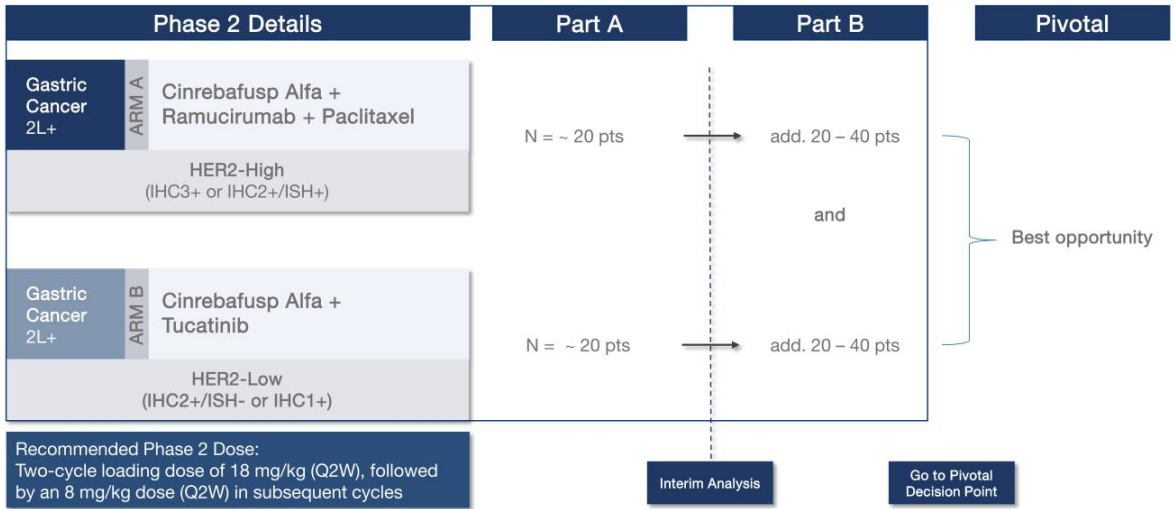 Phase 2 Details
Part A
Part B
Pivotal
Gastric
Cancer
2L+
ARM A
Cinrebafusp Alfa +
Ramucirumab + Paclitaxel
HER2-High
(IHC3+ or IHC2+/ISH+)
N = ~ 20 pts
add. 20 – 40 pts
and
Best opportunity
Gastric
Cancer
2L+
ARM B
Cinrebafusp Alfa +
Tucatinib
HER2-Low
(IHC2+/ISH- or IHC1+)
N = ~ 20 pts
add. 20 – 40 pts
Recommended Phase 2 Dose:
Two-cycle loading dose of 18 mg/kg (Q2W), followed
by an 8 mg/kg dose (Q2W) in subsequent cycles
Interim Analysis
Go to Pivotal
Decision Point